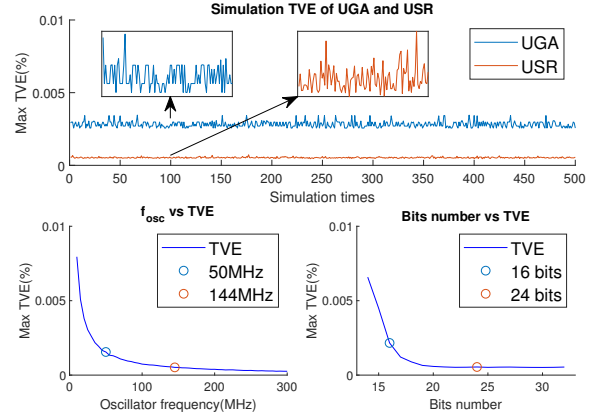 Simulation TVE of UGA and USR
0.01
0.005
0
Max TVE(%)
UGA
USR
0 50 100 150 200 250 300 350 400 450 500
Simulation times
f_osc vs TVE
0.01
0.005
0
Max TVE(%)
TVE
50MHz
144MHz
0 100 200 300
Oscillator frequency(MHz)
Bits number vs TVE
0.01
0.005
0
Max TVE(%)
TVE
16 bits
24 bits
15 20 25 30
Bits number